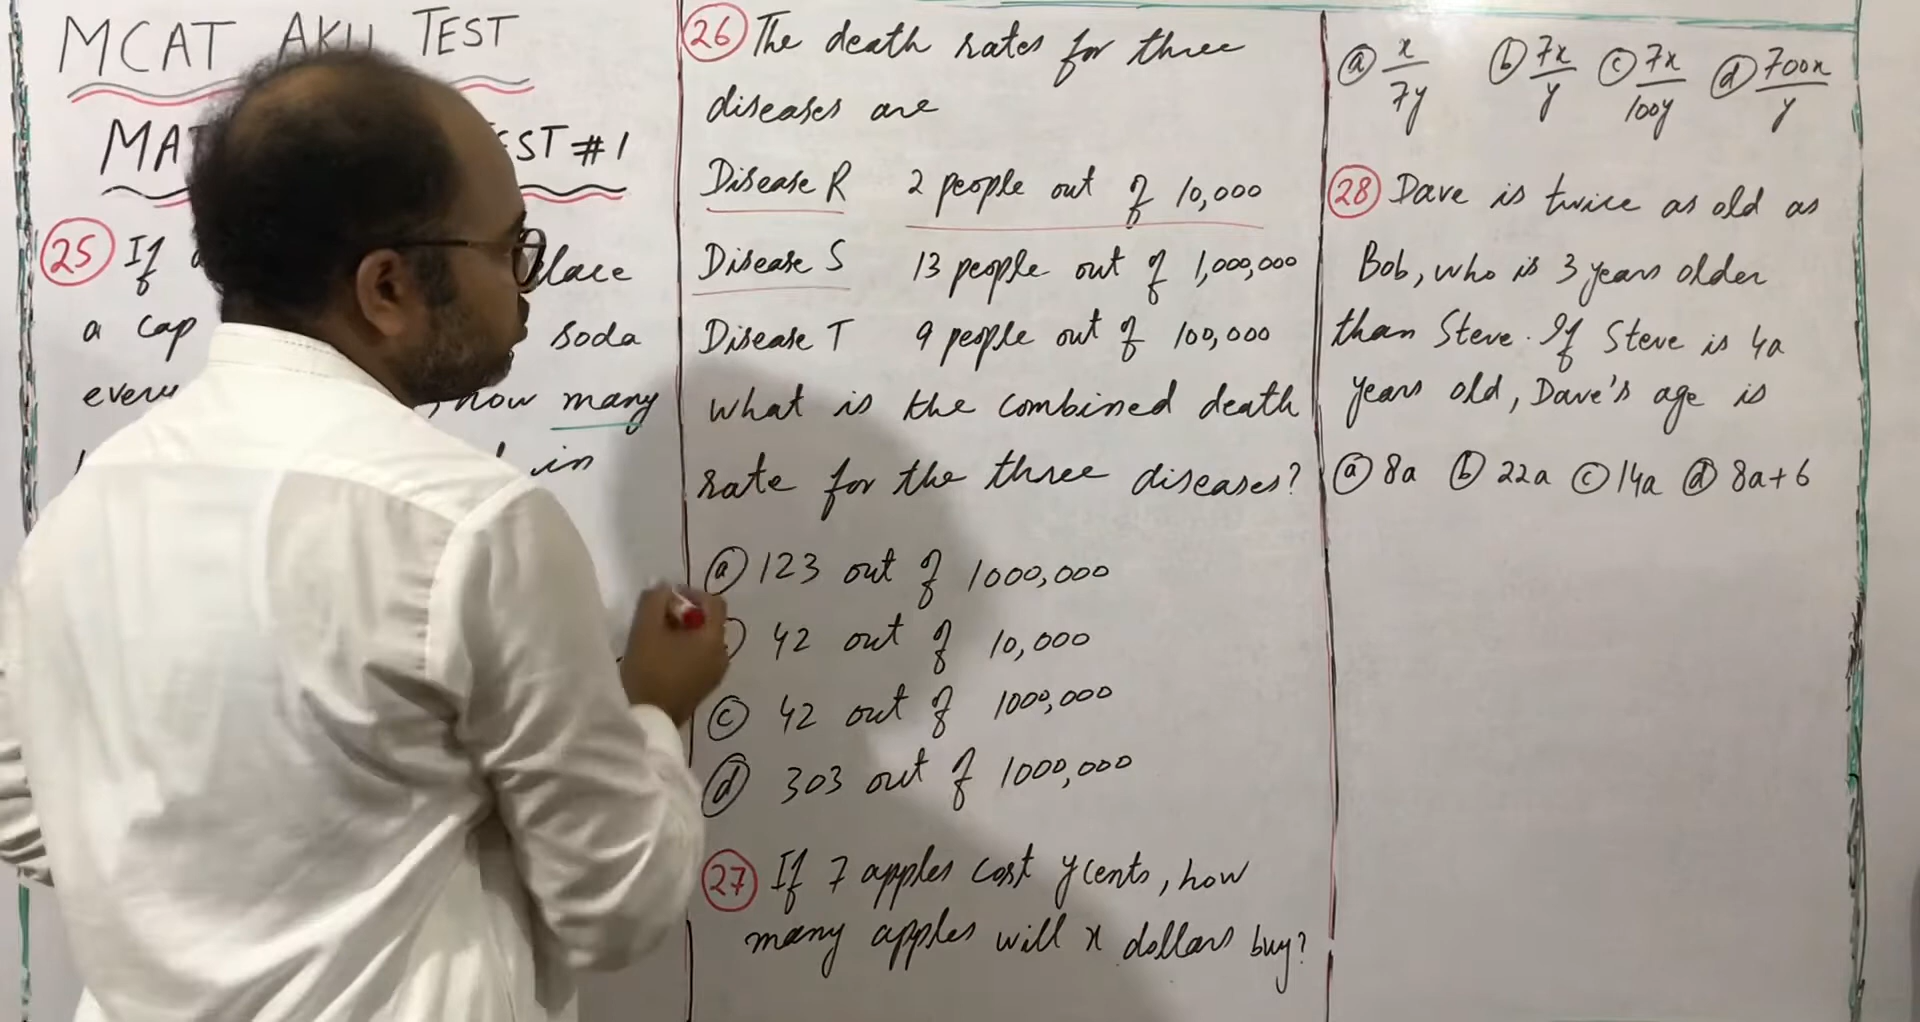 MCAT AKU TEST
MA ST #1
25 If place
a cap soda
every , how many
in
26 The death rates for three
diseases are
Disease R 2 people out of 10,000
Disease S 13 people out of 1,000,000
Disease T 9 people out of 100,000
what is the combined death
rate for the three diseases?
a 123 out of 1000,000
42 out of 10,000
c 42 out of 1000,000
d 303 out of 1000,000
27 If 7 apples cost y cents, how
many apples will x dollars buy?
a x/7y b 7x/y c 7x/100y d 700x/y
28 Dave is twice as old as
Bob, who is 3 years older
than Steve. If Steve is 4a
years old, Dave's age is
a 8a b 22a c 14a d 8a+6